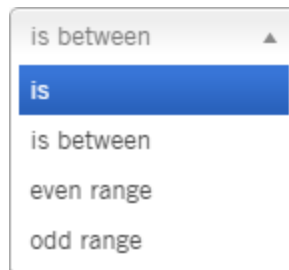 is between
is
is between
even range
odd range